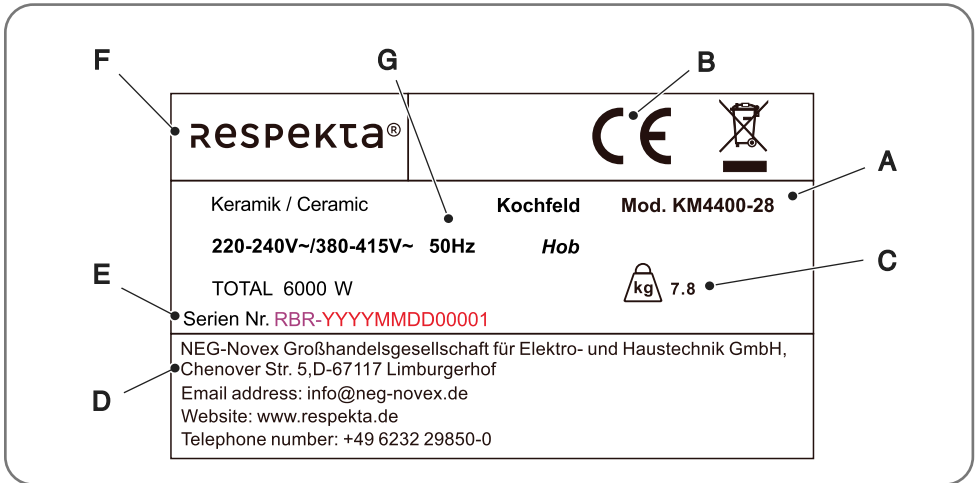 F
G
B
Respekta®
CE
A
Keramik / Ceramic Kochfeld Mod. KM4400-28
220-240V~/380-415V~ 50Hz Hob
C
E
TOTAL 6000 W kg 7.8
Serien Nr. RBR-YYYYMMDD00001
NEG-Novex Großhandelsgesellschaft für Elektro- und Haustechnik GmbH,
Chenover Str. 5,D-67117 Limburgerhof
D
Email address: info@neg-novex.de
Website: www.respekta.de
Telephone number: +49 6232 29850-0